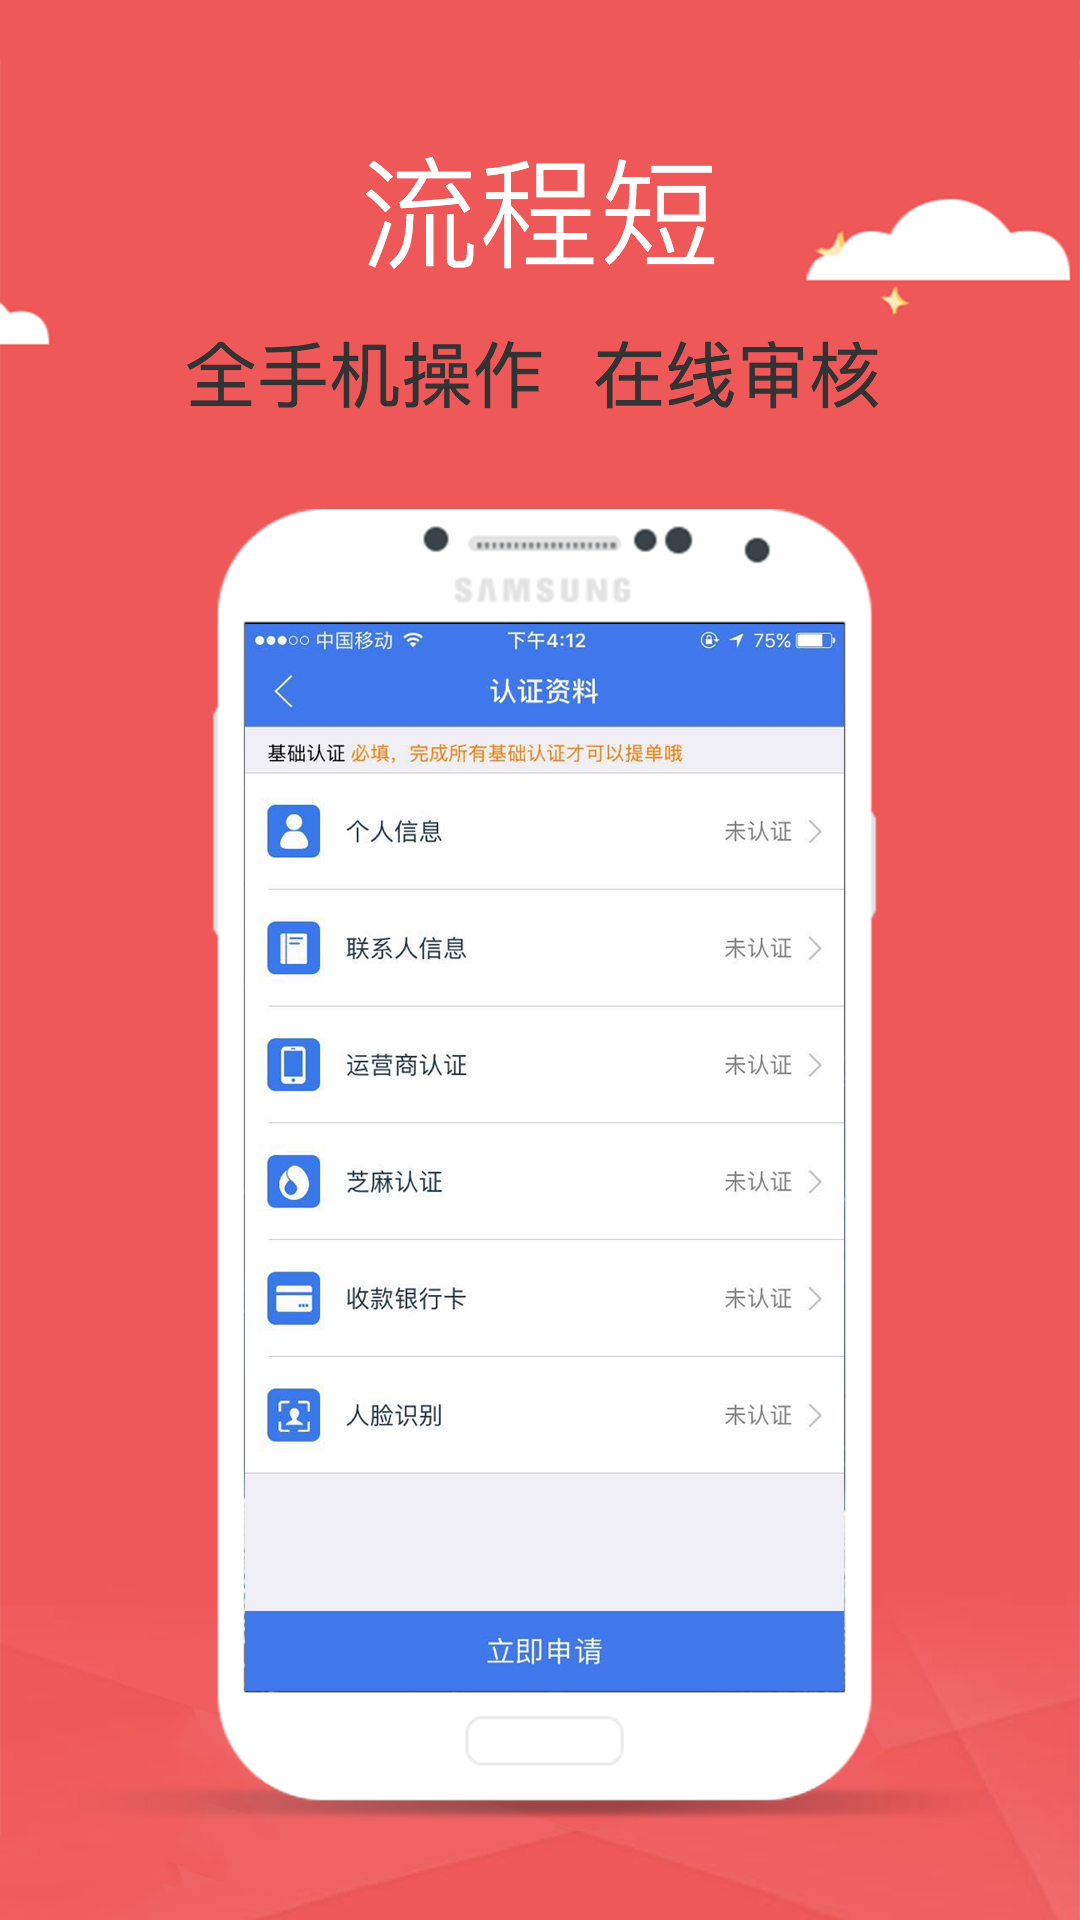 流程短
全手机操作 在线审核
SAMSUNG
中国移动 下午4:12 75%
认证资料
基础认证 必填，完成所有基础认证才可以提单哦
个人信息 未认证
联系人信息 未认证
运营商认证 未认证
芝麻认证 未认证
收款银行卡 未认证
人脸识别 未认证
立即申请